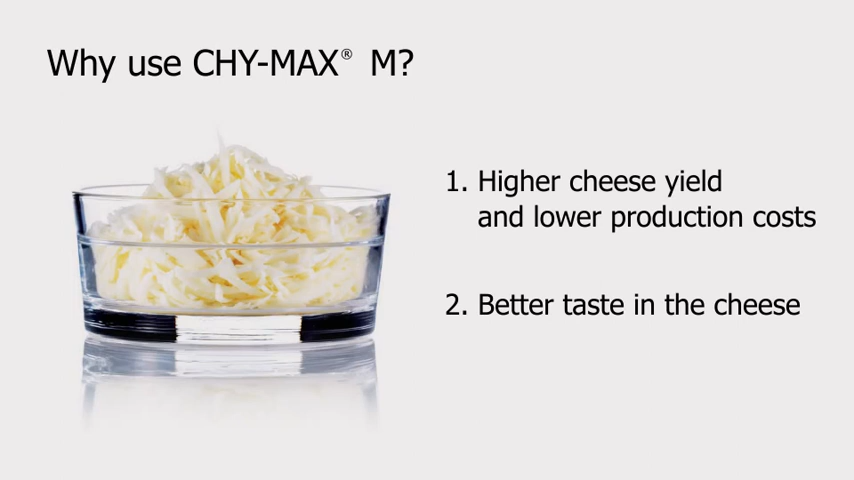 Why use CHY-MAX® M?
1. Higher cheese yield
and lower production costs
2. Better taste in the cheese